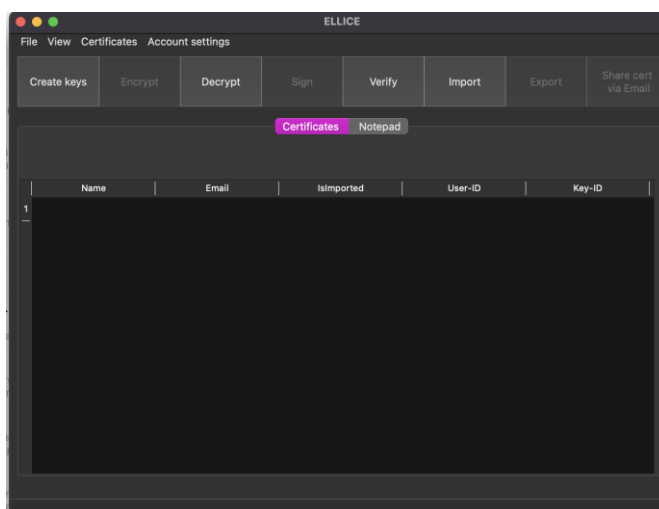 ELLICE
File View Certificates Account settings
Create keys Encrypt Decrypt Sign Verify Import Export Share cert
via Email
Certificates Notepad
Name Email IsImported User-ID Key-ID
1